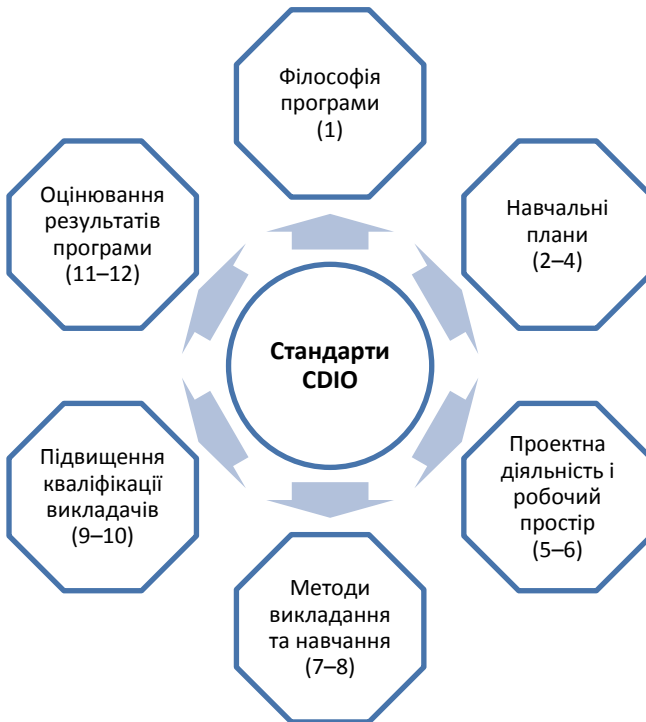 Філософія
програми
(1)
Навчальні
плани
(2–4)
Проектна
діяльність і
робочий
простір
(5–6)
Методи
викладання
та навчання
(7–8)
Підвищення
кваліфікації
викладачів
(9–10)
Оцінювання
результатів
програми
(11–12)
Стандарти
CDIO